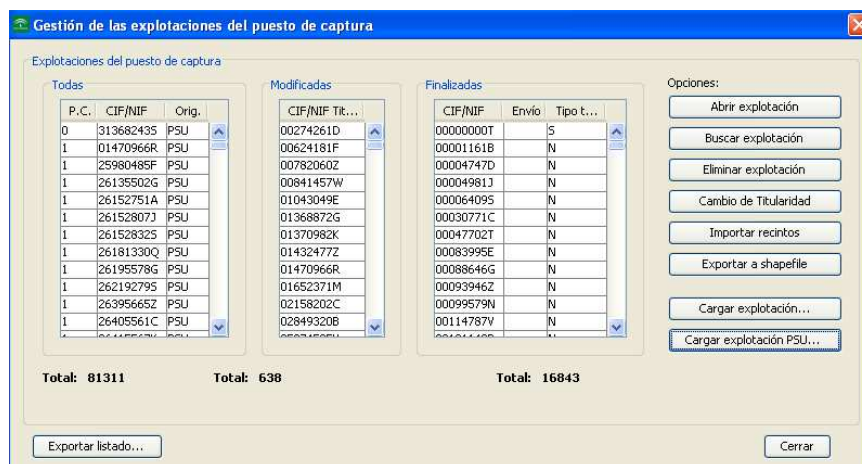 Gestión de las explotaciones del puesto de captura
Explotaciones del puesto de captura
Todas
P.C. CIF/NIF Orig.
0 31368243S PSU
1 01470966R PSU
1 25980485F PSU
1 26135502G PSU
1 26152751A PSU
1 26152807J PSU
1 26152832S PSU
1 26181330Q PSU
1 26195578G PSU
1 26219279S PSU
1 26395665Z PSU
1 26405561C PSU
Total: 81311
Modificadas
CIF/NIF Tit...
00274261D
00624181F
00782060Z
00841457W
01043049E
01368872G
01370982K
01432477Z
01470966R
01652371M
02158202C
02849320B
Total: 638
Finalizadas
CIF/NIF Envío Tipo t...
00000000T S
00001161B N
00004747D N
00004981J N
00006409S N
00030771C N
00047702T N
00083995E N
00088646G N
00093946Z N
00099579N N
00114787V N
Total: 16843
Opciones:
Abrir explotación
Buscar explotación
Eliminar explotación
Cambio de Titularidad
Importar recintos
Exportar a shapefile
Cargar explotación...
Cargar explotación PSU...
Exportar listado...
Cerrar